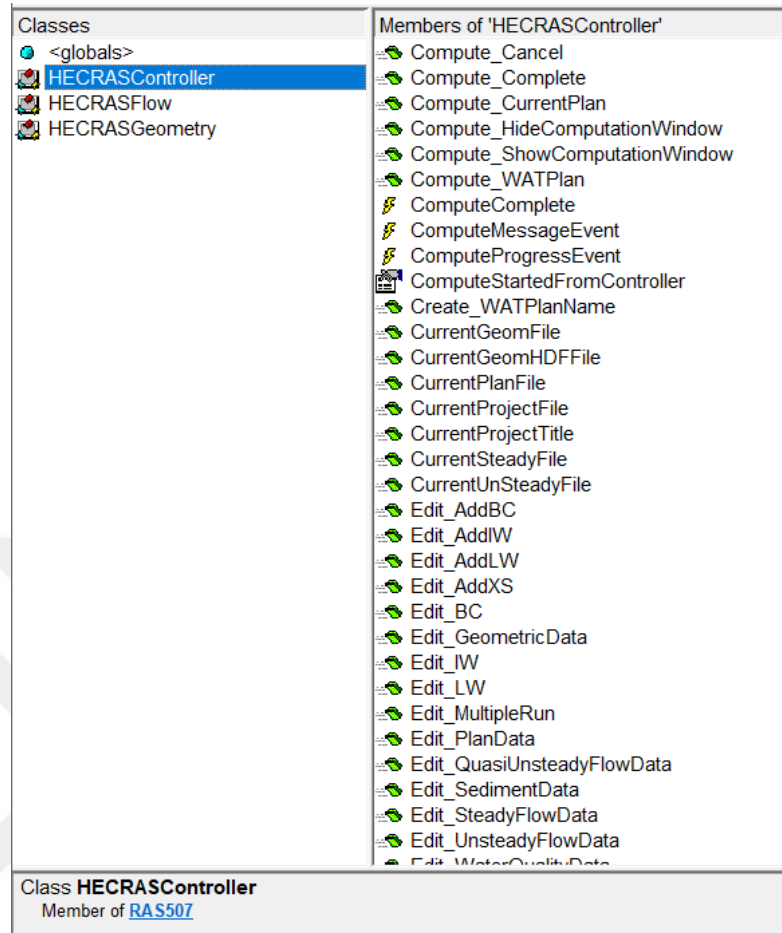 Classes
<globals>
HECRASController
HECRASFlow
HECRASGeometry
Members of 'HECRASController'
Compute_Cancel
Compute_Complete
Compute_CurrentPlan
Compute_HideComputationWindow
Compute_ShowComputationWindow
Compute_WATPlan
ComputeComplete
ComputeMessageEvent
ComputeProgressEvent
ComputeStartedFromController
Create_WATPlanName
CurrentGeomFile
CurrentGeomHDFFile
CurrentPlanFile
CurrentProjectFile
CurrentProjectTitle
CurrentSteadyFile
CurrentUnSteadyFile
Edit_AddBC
Edit_AddIW
Edit_AddLW
Edit_AddXS
Edit_BC
Edit_GeometricData
Edit_IW
Edit_LW
Edit_MultipleRun
Edit_PlanData
Edit_QuasiUnsteadyFlowData
Edit_SedimentData
Edit_SteadyFlowData
Edit_UnsteadyFlowData
Edit_WaterQualityData
Class HECRASController
Member of RAS507